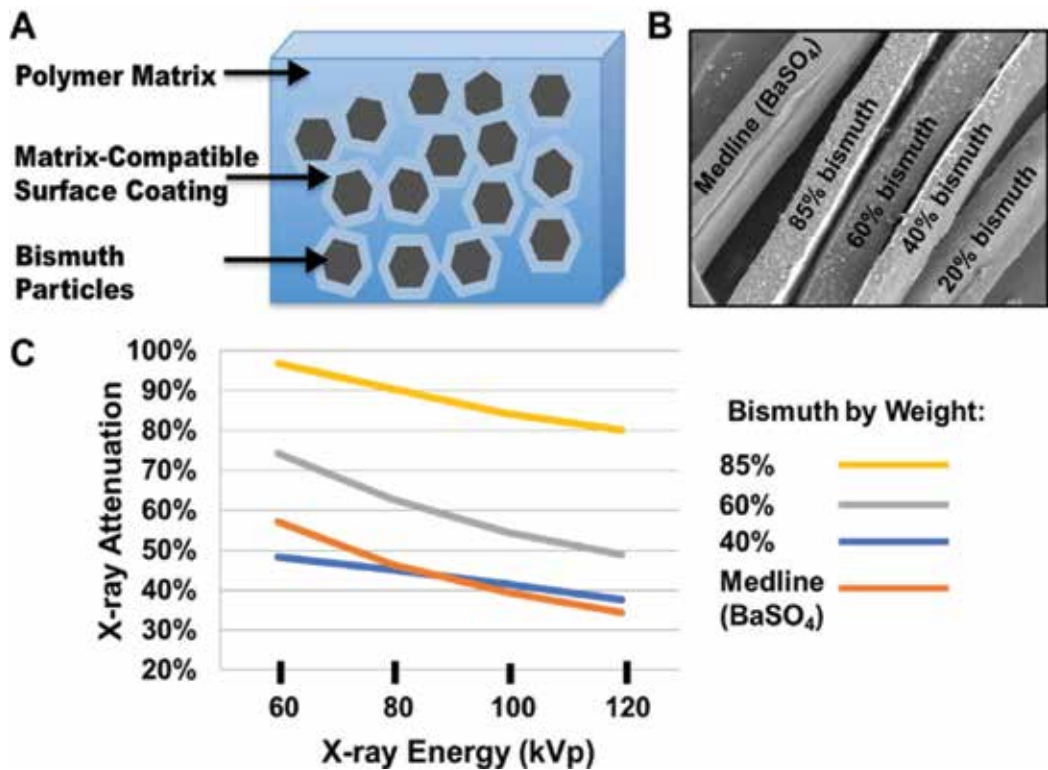 A
Polymer Matrix
Matrix-Compatible
Surface Coating
Bismuth
Particles
B
Medline (BaSO₄)
85% bismuth
60% bismuth
40% bismuth
20% bismuth
C
100%
90%
80%
70%
60%
50%
40%
30%
20%
X-ray Attenuation
60 80 100 120
X-ray Energy (kVp)
Bismuth by Weight:
85%
60%
40%
Medline
(BaSO₄)